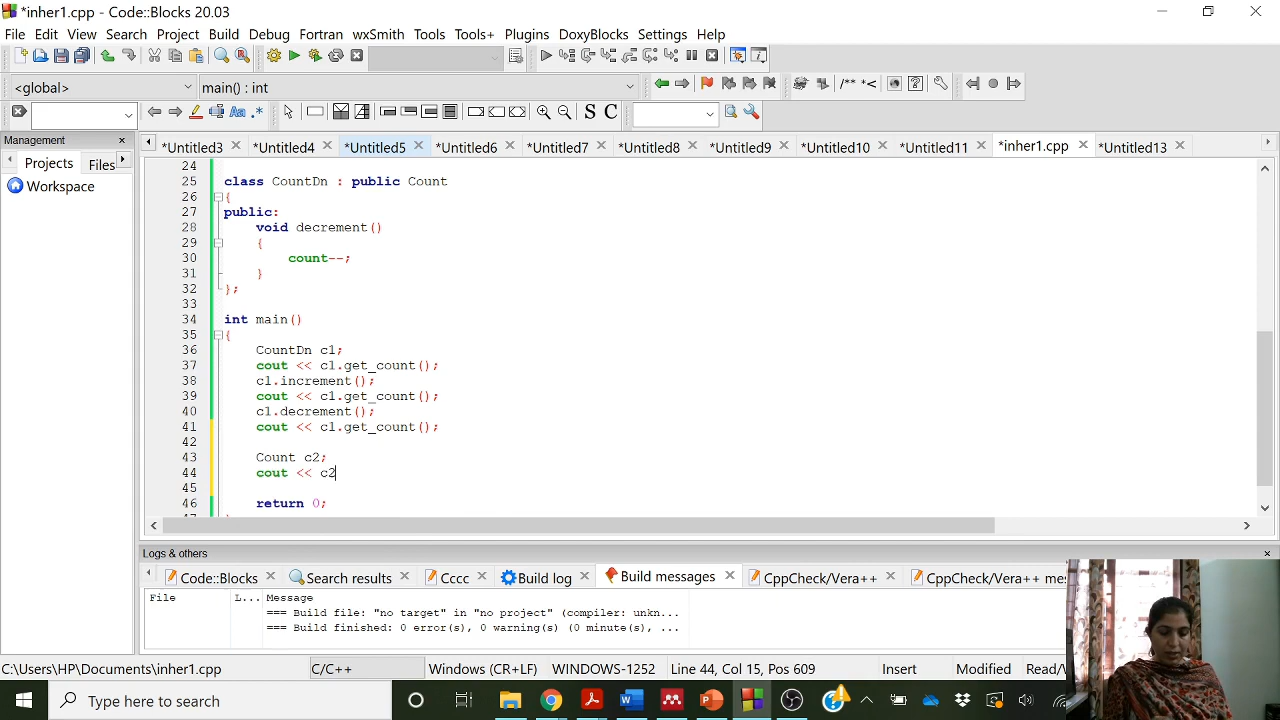 *inher1.cpp - Code::Blocks 20.03
File Edit View Search Project Build Debug Fortran wxSmith Tools Tools+ Plugins DoxyBlocks Settings Help
<global> main() : int
/** *<
S C
Management
*Untitled3 *Untitled4 *Untitled5 *Untitled6 *Untitled7 *Untitled8 *Untitled9 *Untitled10 *Untitled11 *inher1.cpp *Untitled13
Projects Files
Workspace
24
25 class CountDn : public Count
26 {
27 public:
28 void decrement()
29 {
30 count--;
31 }
32 };
33
34 int main()
35 {
36 CountDn c1;
37 cout << c1.get_count();
38 c1.increment();
39 cout << c1.get_count();
40 c1.decrement();
41 cout << c1.get_count();
42
43 Count c2;
44 cout << c2
45
46 return 0;
47 }
Logs & others
Code::Blocks Search results Cccc Build log Build messages CppCheck/Vera++ CppCheck/Vera++ mes
File L... Message
=== Build file: "no target" in "no project" (compiler: unkn...
=== Build finished: 0 error(s), 0 warning(s) (0 minute(s), ...
C:\Users\HP\Documents\inher1.cpp C/C++ Windows (CR+LF) WINDOWS-1252 Line 44, Col 15, Pos 609 Insert Modified Read/
Type here to search